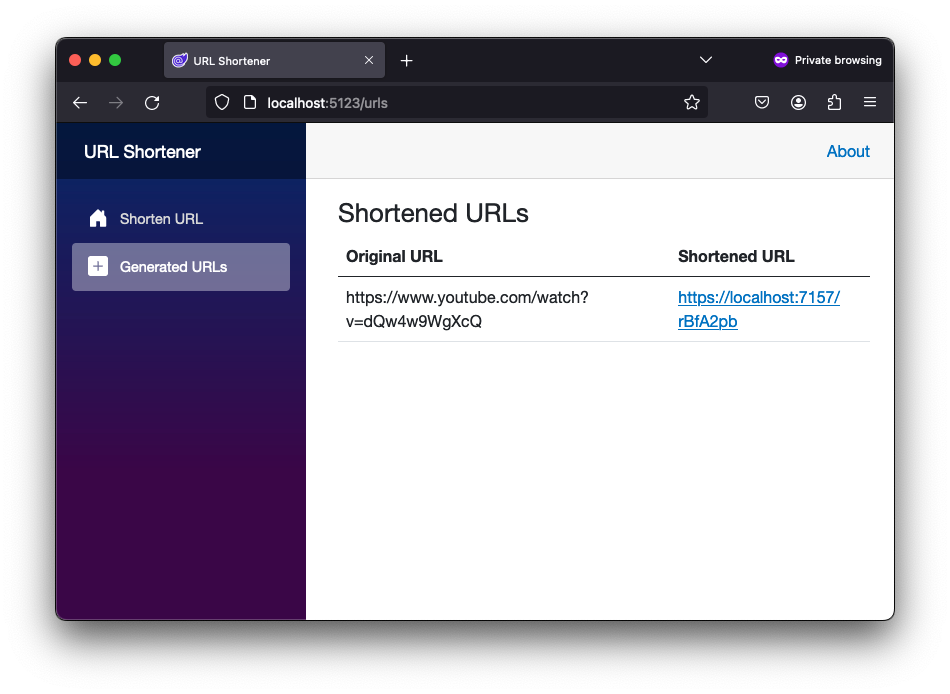 URL Shortener
Private browsing
localhost:5123/urls
URL Shortener
About
Shorten URL
Generated URLs
Shortened URLs
Original URL Shortened URL
https://www.youtube.com/watch? https://localhost:7157/
v=dQw4w9WgXcQ rBfA2pb